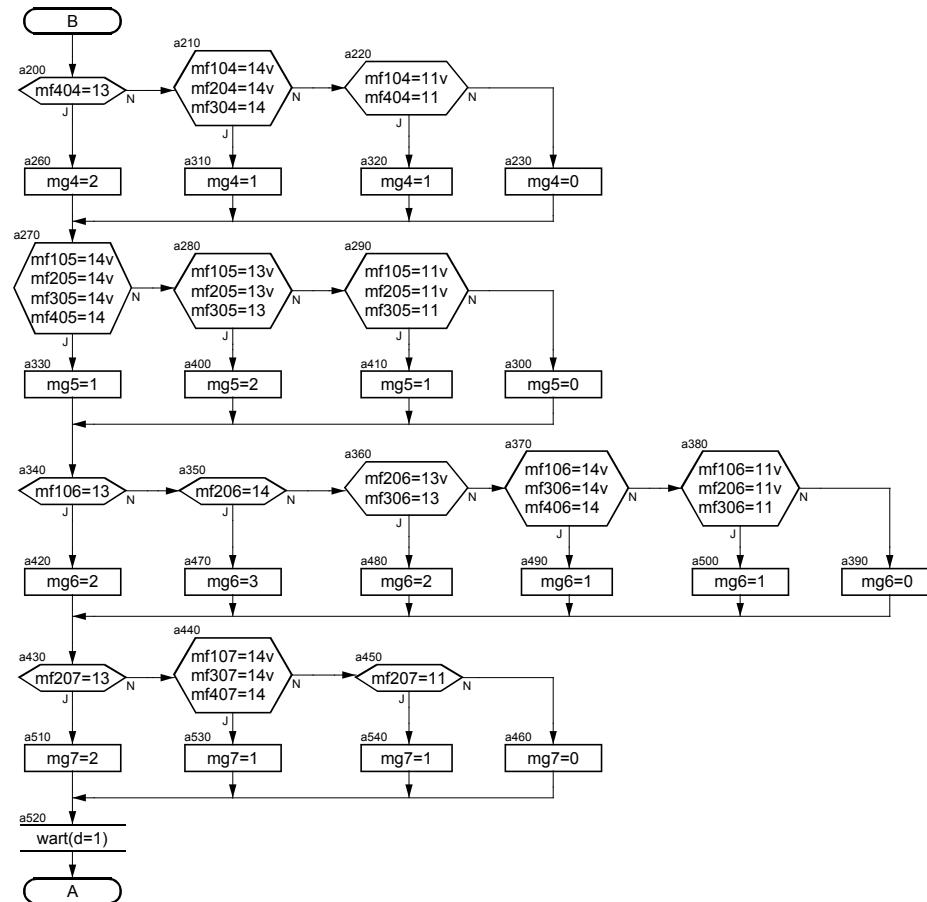 B
a200
mf404=13
N
J
a210
mf104=14v
mf204=14v
mf304=14
N
J
a220
mf104=11v
mf404=11
N
J
a260
mg4=2
a310
mg4=1
a320
mg4=1
a230
mg4=0
a270
mf105=14v
mf205=14v
mf305=14v
mf405=14
N
J
a280
mf105=13v
mf205=13v
mf305=13
N
J
a290
mf105=11v
mf205=11v
mf305=11
N
J
a330
mg5=1
a400
mg5=2
a410
mg5=1
a300
mg5=0
a340
mf106=13
N
J
a350
mf206=14
N
J
a360
mf206=13v
mf306=13
N
J
a370
mf106=14v
mf306=14v
mf406=14
N
J
a380
mf106=11v
mf206=11v
mf306=11
N
J
a420
mg6=2
a470
mg6=3
a480
mg6=2
a490
mg6=1
a500
mg6=1
a390
mg6=0
a430
mf207=13
N
J
a440
mf107=14v
mf307=14v
mf407=14
N
J
a450
mf207=11
N
J
a510
mg7=2
a530
mg7=1
a540
mg7=1
a460
mg7=0
a520
wart(d=1)
A